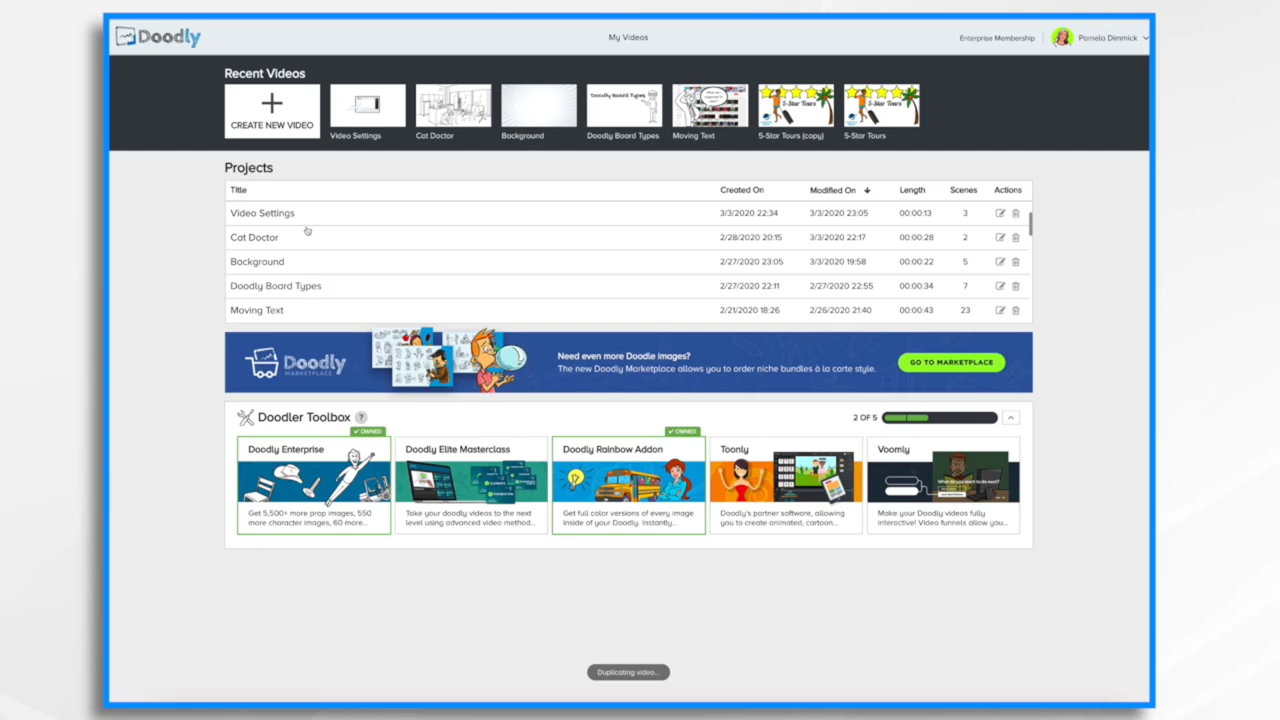 Doodly
My Videos
Enterprise Membership
Pamela Dimmick
Recent Videos
CREATE NEW VIDEO
Video Settings
Cat Doctor
Background
Doodly Board Types
Doodly Board Types
Moving Text
5-Star Tours
5-Star Tours (copy)
5-Star Tours
5-Star Tours
Projects
Title
Created On
Modified On
Length
Scenes
Actions
Video Settings 3/3/2020 22:34 3/3/2020 23:05 00:00:13 3
Cat Doctor 2/28/2020 20:15 3/3/2020 22:17 00:00:28 2
Background 2/27/2020 23:05 3/3/2020 19:58 00:00:22 5
Doodly Board Types 2/27/2020 22:11 2/27/2020 22:55 00:00:34 7
Moving Text 2/21/2020 18:26 2/26/2020 21:40 00:00:43 23
Doodly
MARKETPLACE
Need even more Doodle Images?
The new Doodly Marketplace allows you to order niche bundles à la carte style.
GO TO MARKETPLACE
Doodler Toolbox ?
2 OF 5
OWNED
Doodly Enterprise
Get 5,500+ more prop images, 550
more character images, 60 more...
Doodly Elite Masterclass
Take your doodly videos to the next
level using advanced video method...
OWNED
Doodly Rainbow Addon
Get full color versions of every image
inside of your Doodly. Instantly...
Toonly
Doodly's partner software, allowing
you to create animated, cartoon...
Voomly
Make your Doodly videos fully
interactive! Video funnels allow you...
Duplicating video...